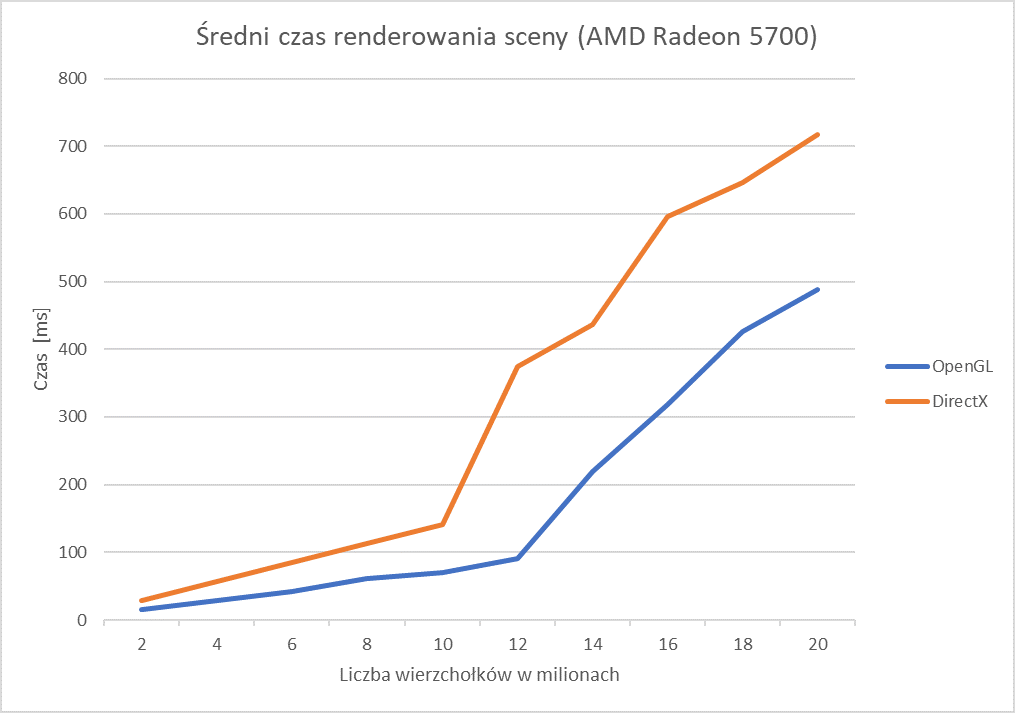 Średni czas renderowania sceny (AMD Radeon 5700)
800
700
600
500
400
300
200
100
0
Czas [ms]
2 4 6 8 10 12 14 16 18 20
Liczba wierzchołków w milionach
OpenGL
DirectX